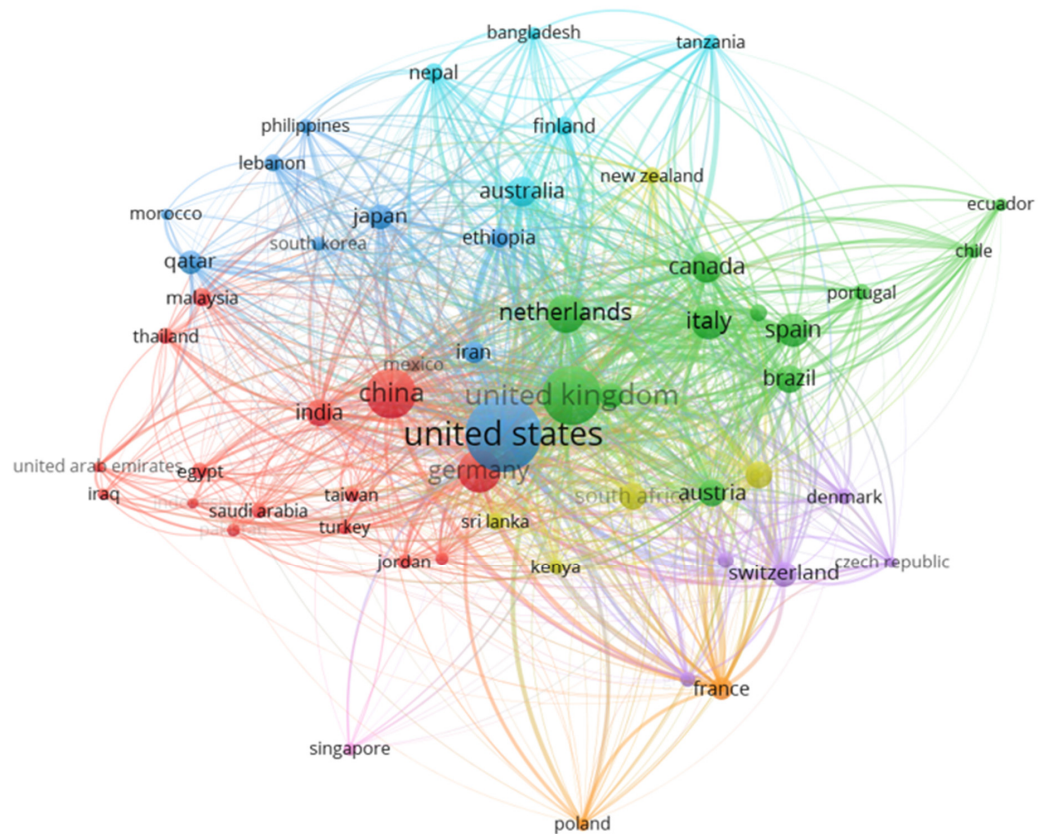 bangladesh
tanzania
nepal
philippines
finland
lebanon
new zealand
australia
ecuador
morocco
japan
south korea
ethiopia
chile
qatar
canada
malaysia
portugal
netherlands
italy
spain
thailand
iran
mexico
brazil
china
united kingdom
india
united states
united arab emirates
egypt
germany
iraq
taiwan
south africa
austria
denmark
saudi arabia
turkey
sri lanka
jordan
kenya
switzerland
czech republic
france
singapore
poland